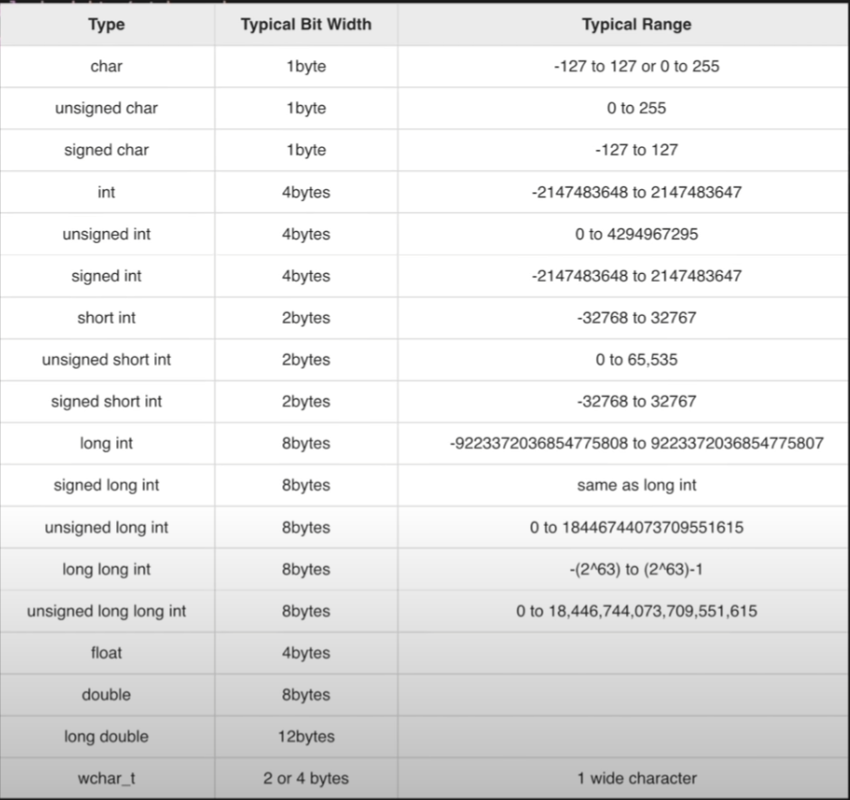 Type Typical Bit Width Typical Range
char 1byte -127 to 127 or 0 to 255
unsigned char 1byte 0 to 255
signed char 1byte -127 to 127
int 4bytes -2147483648 to 2147483647
unsigned int 4bytes 0 to 4294967295
signed int 4bytes -2147483648 to 2147483647
short int 2bytes -32768 to 32767
unsigned short int 2bytes 0 to 65,535
signed short int 2bytes -32768 to 32767
long int 8bytes -9223372036854775808 to 9223372036854775807
signed long int 8bytes same as long int
unsigned long int 8bytes 0 to 18446744073709551615
long long int 8bytes -(2^63) to (2^63)-1
unsigned long long int 8bytes 0 to 18,446,744,073,709,551,615
float 4bytes
double 8bytes
long double 12bytes
wchar_t 2 or 4 bytes 1 wide character